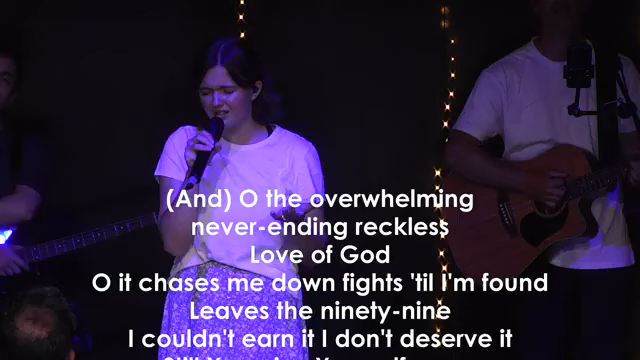 (And) O the overwhelming
never-ending reckless
Love of God
O it chases me down fights 'til I'm found
Leaves the ninety-nine
I couldn't earn it I don't deserve it